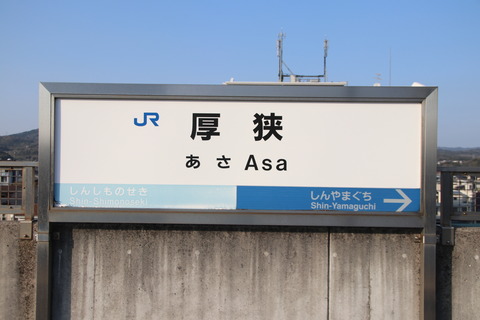 JR 厚狭
あさ Asa
しんしものせき
Shin-Shimonoseki
しんやまぐち
Shin-Yamaguchi